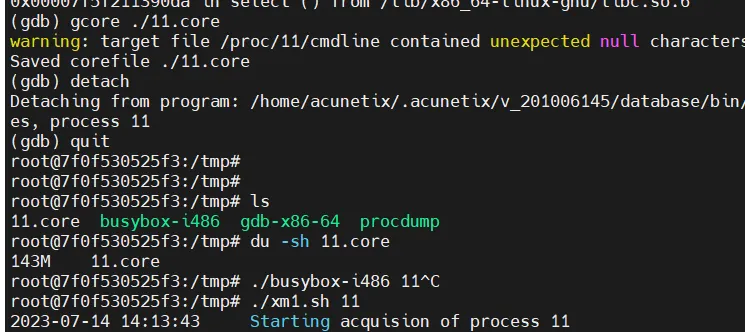 0x00007f5f211390da in select () from /lib/x86_64-linux-gnu/libc.so.6
(gdb) gcore ./11.core
warning: target file /proc/11/cmdline contained unexpected null characters
Saved corefile ./11.core
(gdb) detach
Detaching from program: /home/acunetix/.acunetix/v_201006145/database/bin/
es, process 11
(gdb) quit
root@7f0f530525f3:/tmp#
root@7f0f530525f3:/tmp#
root@7f0f530525f3:/tmp# ls
11.core  busybox-i486  gdb-x86-64  procdump
root@7f0f530525f3:/tmp# du -sh 11.core
143M    11.core
root@7f0f530525f3:/tmp# ./busybox-i486 11^C
root@7f0f530525f3:/tmp# ./xm1.sh 11
2023-07-14 14:13:43     Starting acquision of process 11